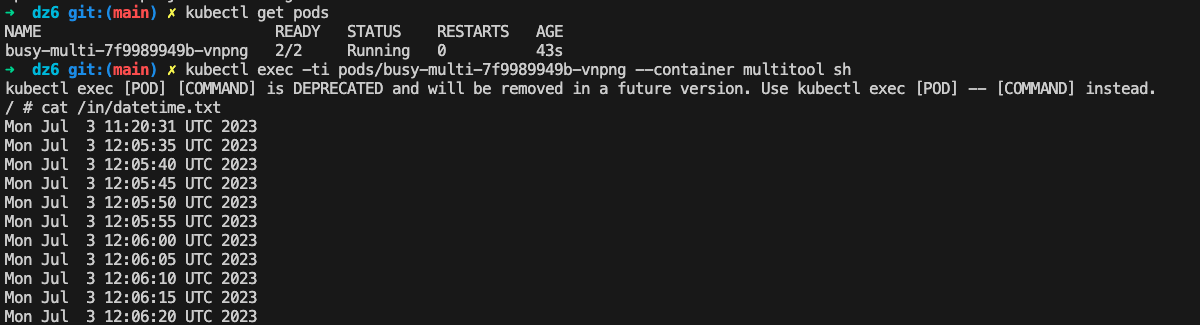 ➜  dz6 git:(main) ✗ kubectl get pods
NAME                          READY   STATUS    RESTARTS   AGE
busy-multi-7f9989949b-vnpng   2/2     Running   0          43s
➜  dz6 git:(main) ✗ kubectl exec -ti pods/busy-multi-7f9989949b-vnpng --container multitool sh
kubectl exec [POD] [COMMAND] is DEPRECATED and will be removed in a future version. Use kubectl exec [POD] -- [COMMAND] instead.
/ # cat /in/datetime.txt
Mon Jul  3 11:20:31 UTC 2023
Mon Jul  3 12:05:35 UTC 2023
Mon Jul  3 12:05:40 UTC 2023
Mon Jul  3 12:05:45 UTC 2023
Mon Jul  3 12:05:50 UTC 2023
Mon Jul  3 12:05:55 UTC 2023
Mon Jul  3 12:06:00 UTC 2023
Mon Jul  3 12:06:05 UTC 2023
Mon Jul  3 12:06:10 UTC 2023
Mon Jul  3 12:06:15 UTC 2023
Mon Jul  3 12:06:20 UTC 2023